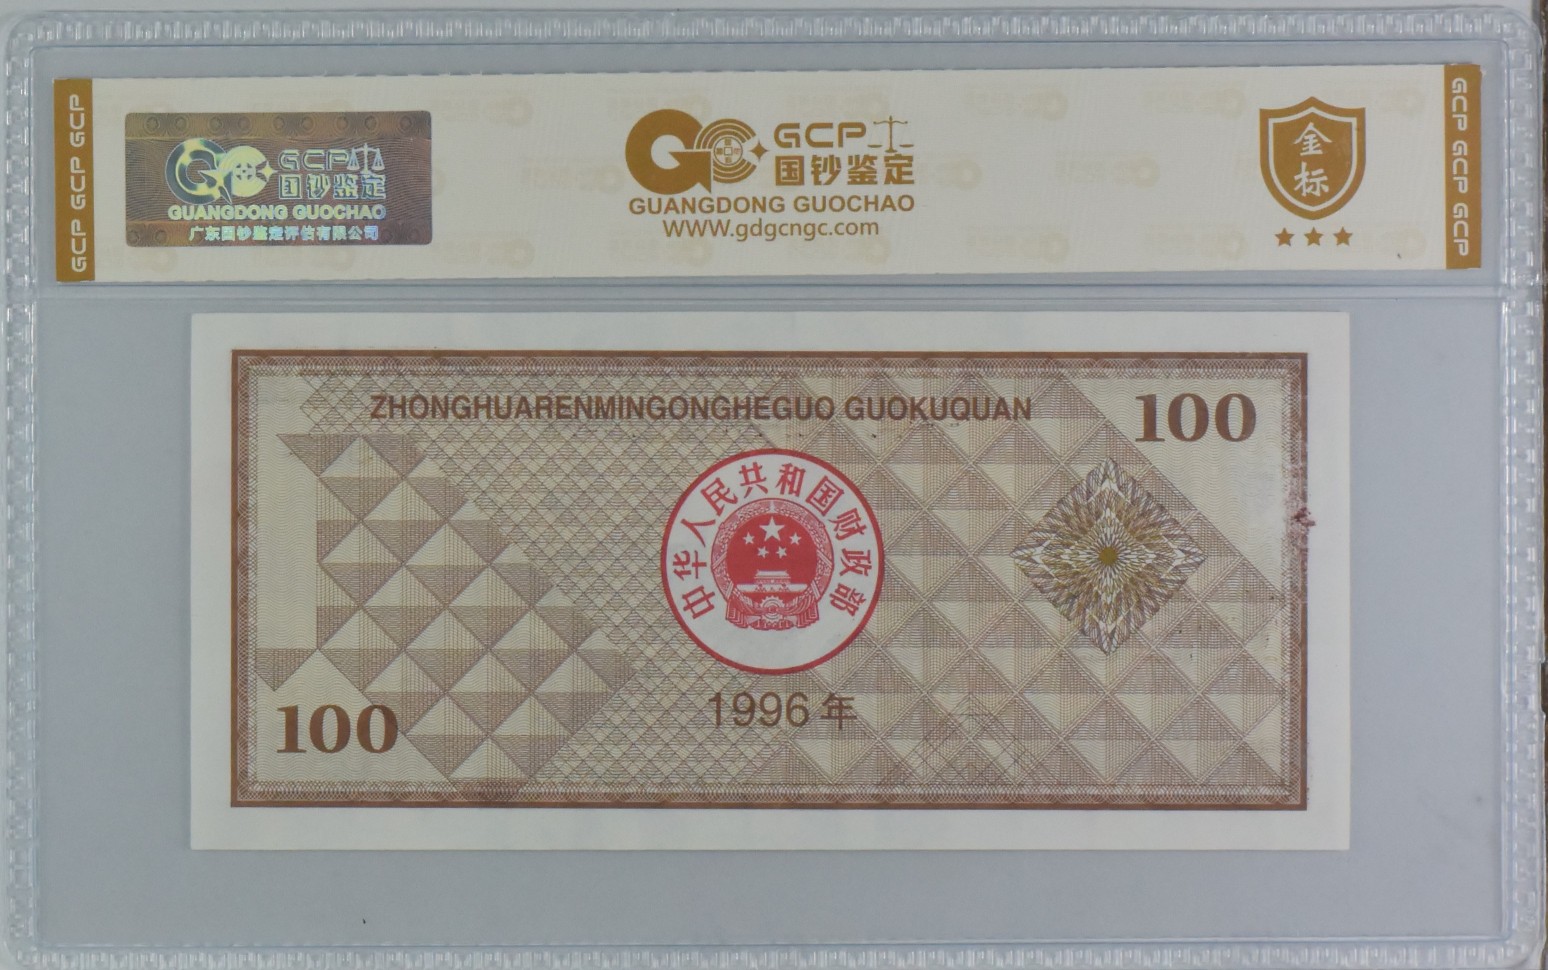 GCP GCP GCP
GCP
国钞鉴定
GUANGDONG GUOCHAO
广东国钞鉴定评估有限公司
GCP
国钞鉴定
GUANGDONG GUOCHAO
WWW.gdgcngc.com
金标
GCP GCP GCP
ZHONGHUARENMINGONGHEGUO GUOKUQUAN
100
中华人民共和国财政部
1996年
100